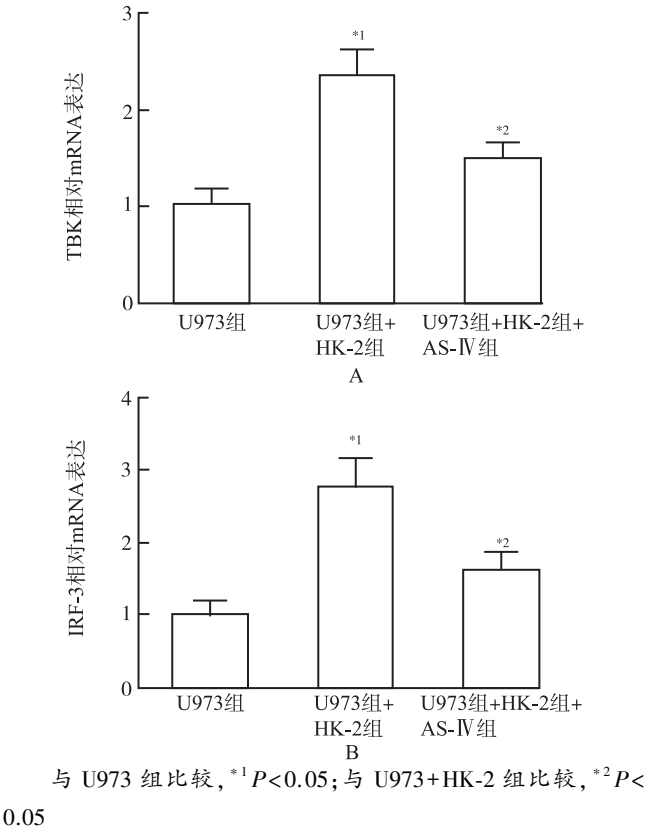 3
*1
2
*2
1
0
TBK相对mRNA表达
U973组
U973组+
HK-2组
U973组+HK-2组+
AS-Ⅳ组
A
4
*1
3
*2
2
1
0
IRF-3相对mRNA表达
U973组
U973组+
HK-2组
U973组+HK-2组+
AS-Ⅳ组
B
与 U973 组比较,*1P<0.05;与 U973+HK-2 组比较,*2P<
0.05